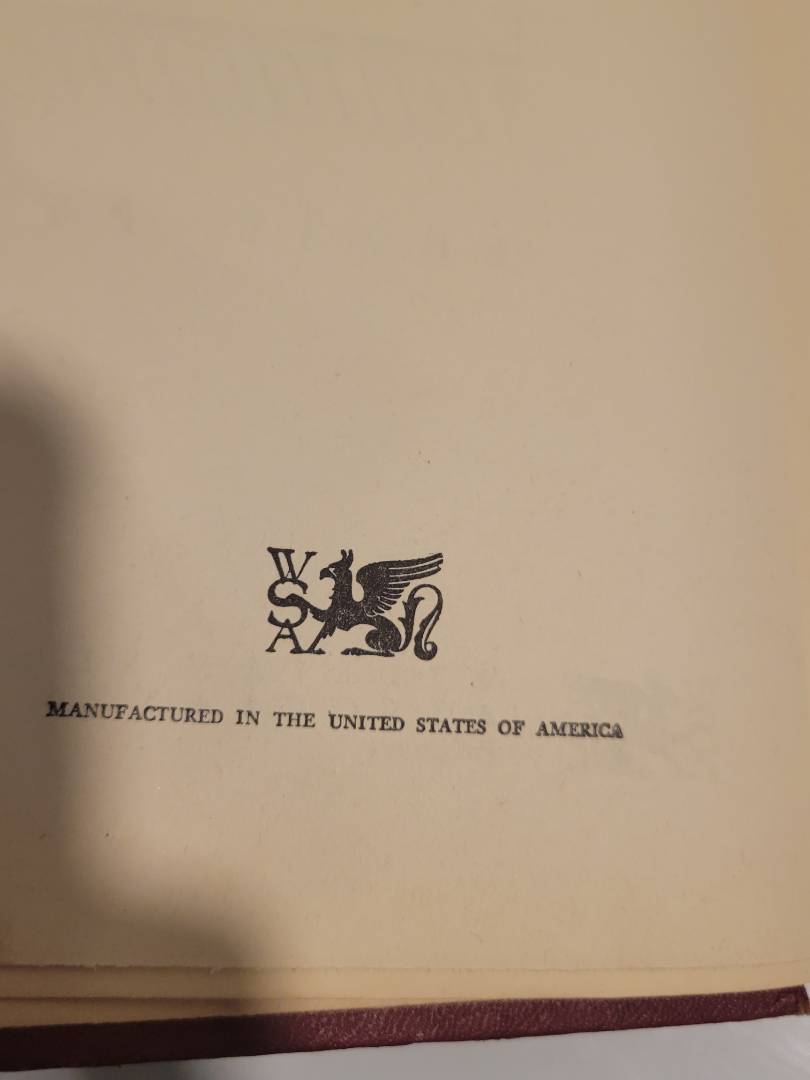 W
S
A
MANUFACTURED IN THE UNITED STATES OF AMERICA